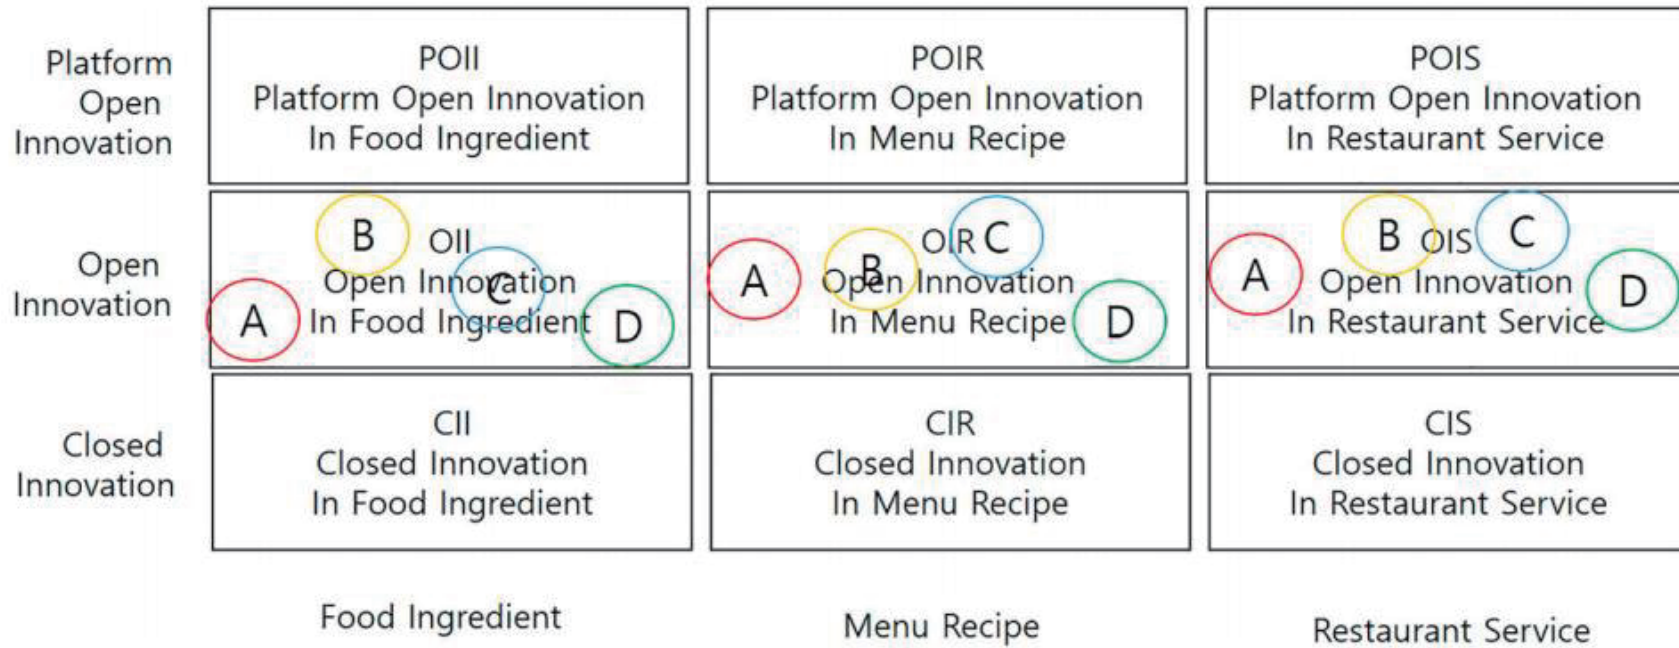 Platform
Open
Innovation
POII
Platform Open Innovation
In Food Ingredient
POIR
Platform Open Innovation
In Menu Recipe
POIS
Platform Open Innovation
In Restaurant Service
Open
Innovation
A
B
OII
Open Innovation
In Food Ingredient
C
D
A
B
OIR
Open Innovation
In Menu Recipe
C
D
A
B
OIS
Open Innovation
In Restaurant Service
C
D
Closed
Innovation
CII
Closed Innovation
In Food Ingredient
CIR
Closed Innovation
In Menu Recipe
CIS
Closed Innovation
In Restaurant Service
Food Ingredient
Menu Recipe
Restaurant Service